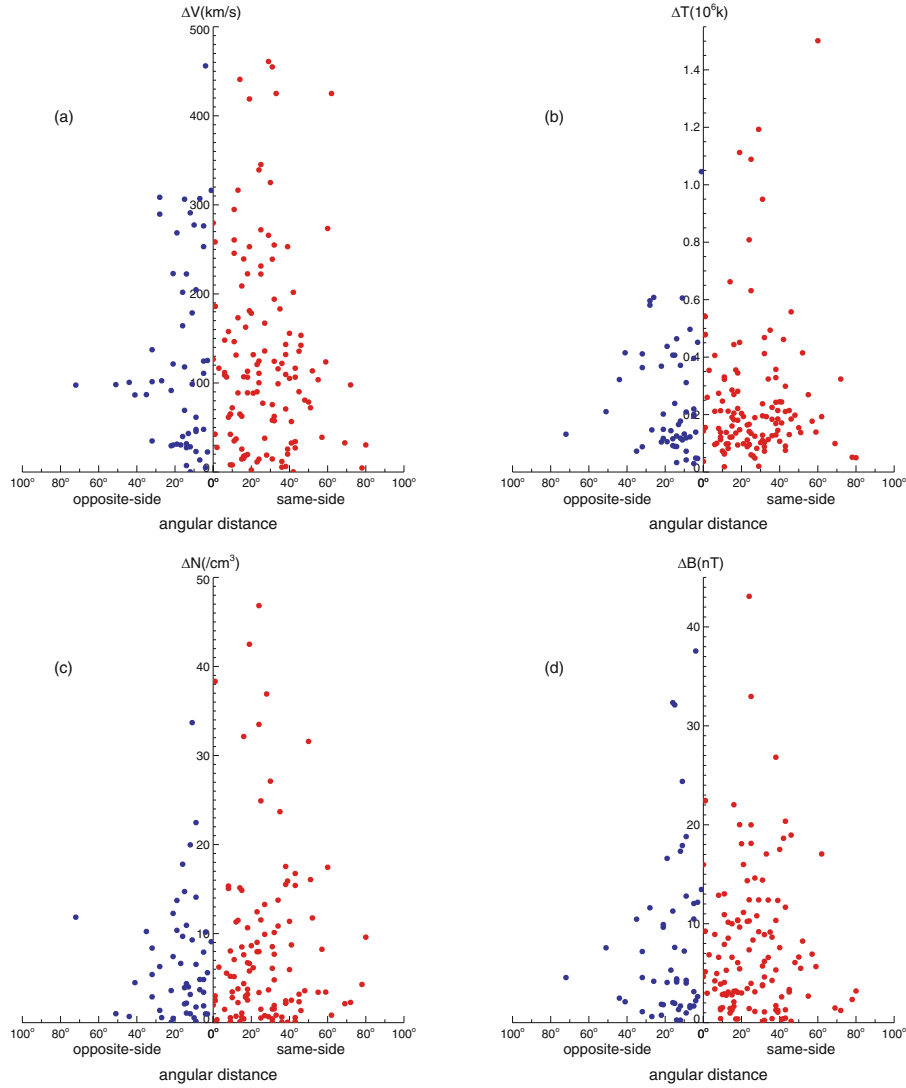 ΔV(km/s)
500
400
(a)
300
200
100
0
100° 80° 60° 40° 20° 0° 20° 40° 60° 80° 100°
opposite-side same-side
angular distance
ΔT(10⁶k)
1.4
1.2
(b)
1.0
0.8
0.6
0.4
0.2
0
100° 80° 60° 40° 20° 0° 20° 40° 60° 80° 100°
opposite-side same-side
angular distance
ΔN(/cm³)
50
40
(c)
30
20
10
0
100° 80° 60° 40° 20° 0° 20° 40° 60° 80° 100°
opposite-side same-side
angular distance
ΔB(nT)
40
(d)
30
20
10
0
100° 80° 60° 40° 20° 0° 20° 40° 60° 80° 100°
opposite-side same-side
angular distance